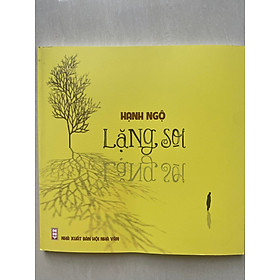 HẠNH NGỘ
LẶNG SOI
NHÀ XUẤT BẢN HỘI NHÀ VĂN